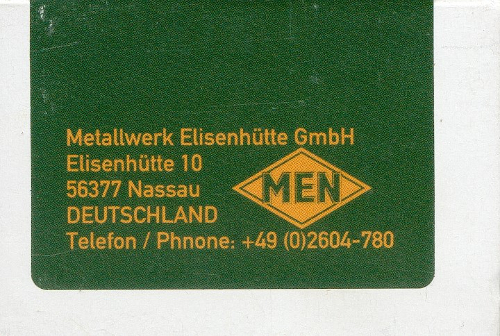 Metallwerk Elisenhütte GmbH
Elisenhütte 10
56377 Nassau
DEUTSCHLAND
MEN
Telefon / Phnone: +49 (0)2604-780